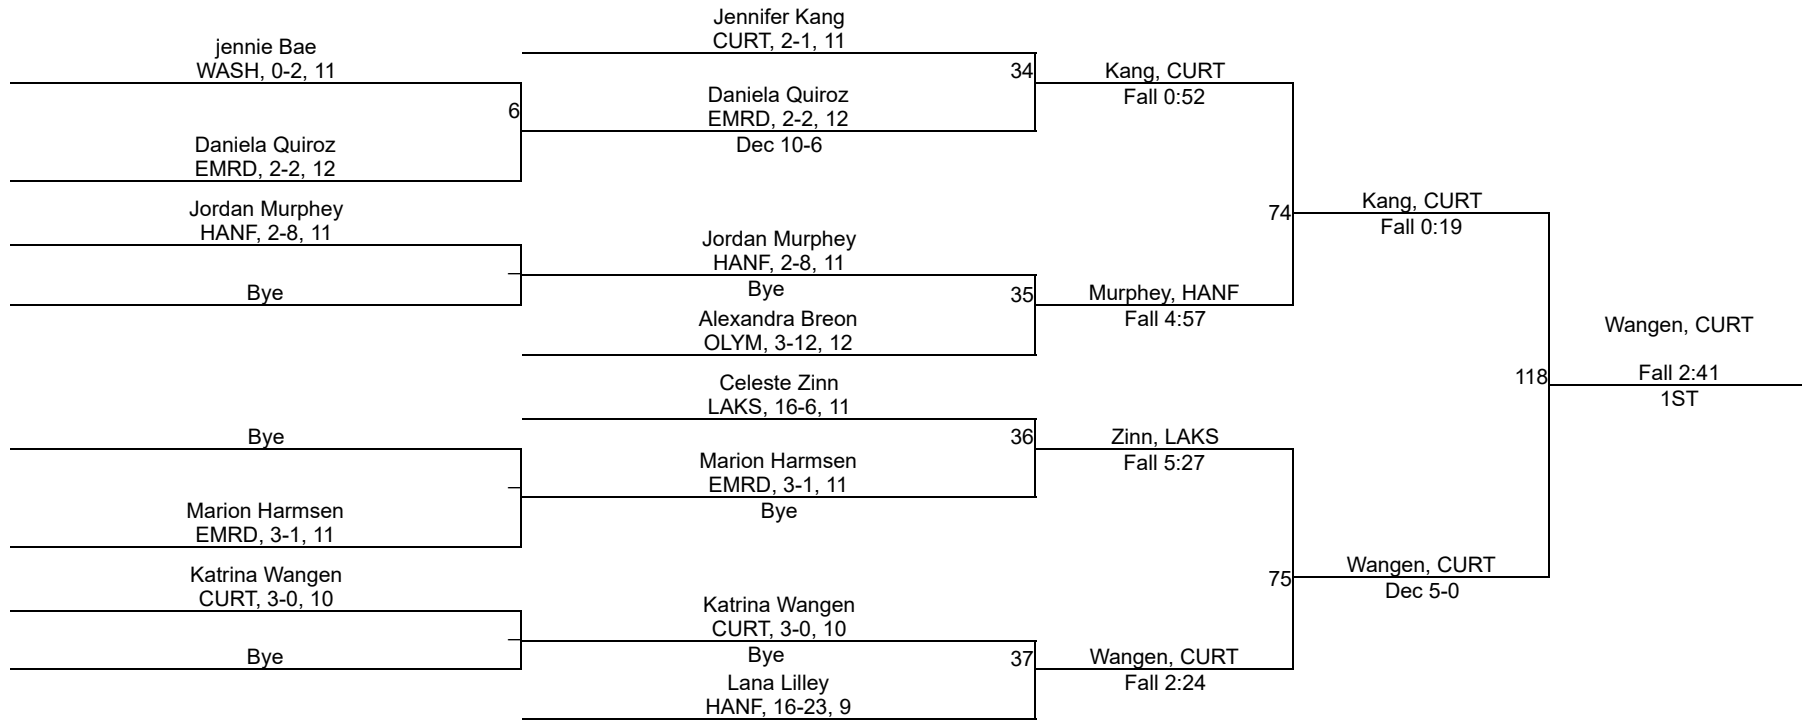 jennie Bae
WASH, 0-2, 11
6
Daniela Quiroz
EMRD, 2-2, 12
Jordan Murphey
HANF, 2-8, 11
Bye
Bye
Marion Harmsen
EMRD, 3-1, 11
Katrina Wangen
CURT, 3-0, 10
Bye
Jennifer Kang
CURT, 2-1, 11
34
Daniela Quiroz
EMRD, 2-2, 12
Dec 10-6
Jordan Murphey
HANF, 2-8, 11
Bye
35
Alexandra Breon
OLYM, 3-12, 12
Celeste Zinn
LAKS, 16-6, 11
36
Marion Harmsen
EMRD, 3-1, 11
Bye
Katrina Wangen
CURT, 3-0, 10
Bye
37
Lana Lilley
HANF, 16-23, 9
Kang, CURT
Fall 0:52
74
Murphey, HANF
Fall 4:57
Zinn, LAKS
Fall 5:27
75
Wangen, CURT
Fall 2:24
Kang, CURT
Fall 0:19
118
Wangen, CURT
Dec 5-0
Wangen, CURT
Fall 2:41
1ST